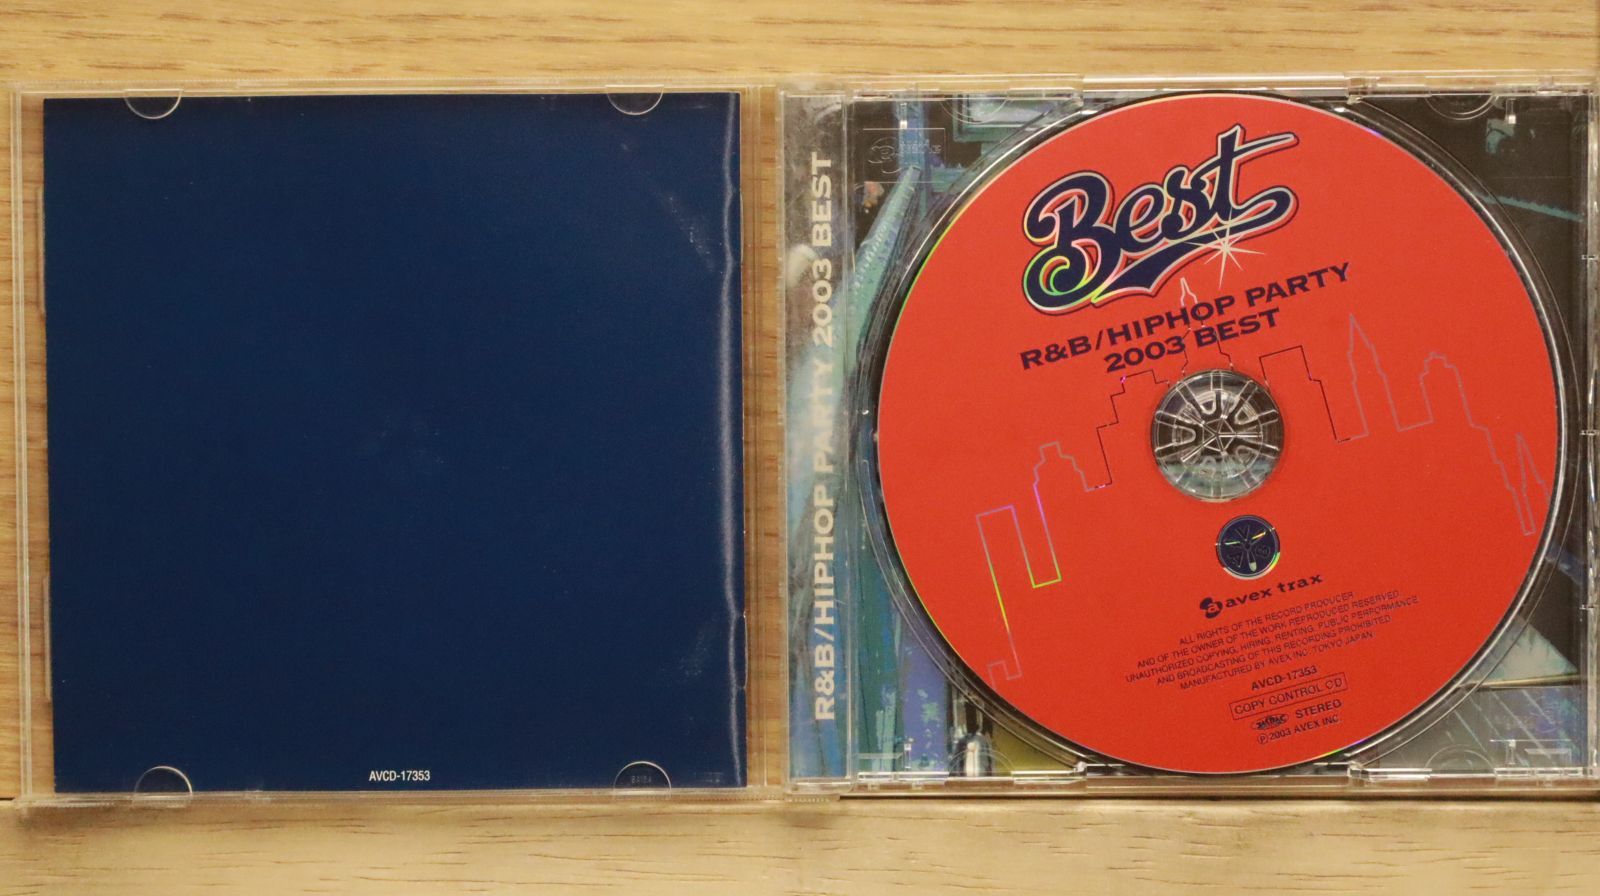 AVCD-17353
R&B/HIPHOP PARTY 2003 BEST
Best
R&B/HIPHOP PARTY
2003 BEST
avex trax
ALL RIGHTS OF THE RECORD PRODUCER
AND OF THE OWNER OF THE WORK REPRODUCED RESERVED.
UNAUTHORIZED COPYING, HIRING, RENTING, PUBLIC PERFORMANCE
AND BROADCASTING OF THIS RECORDING PROHIBITED.
MANUFACTURED BY AVEX INC. TOKYO JAPAN
AVCD-17353
COPY CONTROL CD
STEREO
Ⓟ2003 AVEX INC.